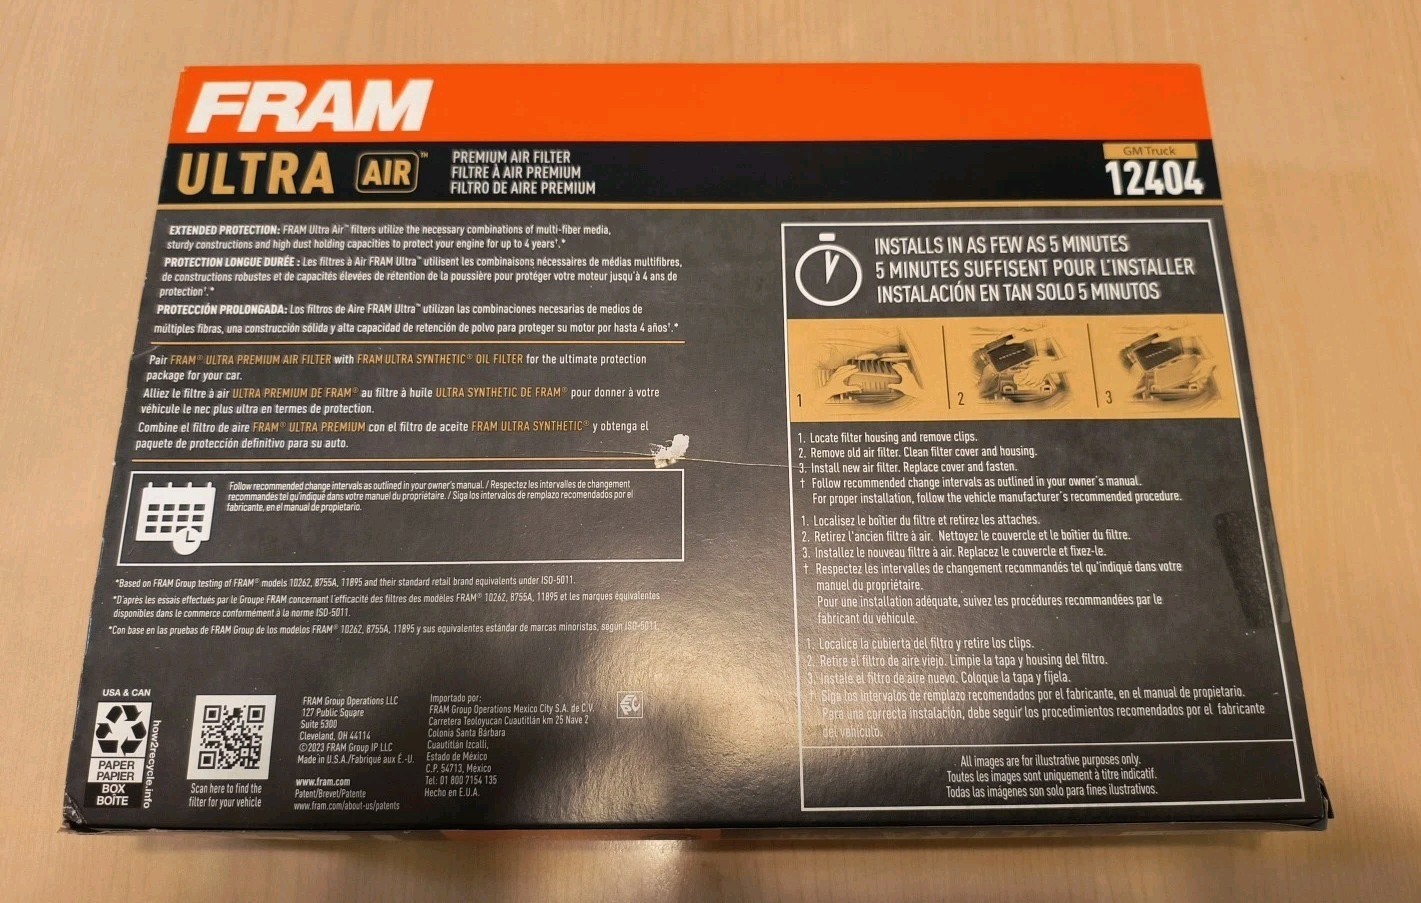 FRAM
ULTRA AIR™
PREMIUM AIR FILTER
FILTRE À AIR PREMIUM
FILTRO DE AIRE PREMIUM
GM Truck
12404
EXTENDED PROTECTION: FRAM Ultra Air™ filters utilize the necessary combinations of multi-fiber media,
sturdy constructions and high dust holding capacities to protect your engine for up to 4 years†.*
PROTECTION LONGUE DURÉE : Les filtres à Air FRAM Ultra™ utilisent les combinaisons nécessaires de médias multifibres,
de constructions robustes et de capacités élevées de rétention de la poussière pour protéger votre moteur jusqu'à 4 ans de
protection†.*
PROTECCIÓN PROLONGADA: Los filtros de Aire FRAM Ultra™ utilizan las combinaciones necesarias de medios de
múltiples fibras, una construcción sólida y alta capacidad de retención de polvo para proteger su motor por hasta 4 años†.*
Pair FRAM® ULTRA PREMIUM AIR FILTER with FRAM ULTRA SYNTHETIC® OIL FILTER for the ultimate protection
package for your car.
Alliez le filtre à air ULTRA PREMIUM DE FRAM® au filtre à huile ULTRA SYNTHETIC DE FRAM® pour donner à votre
véhicule le nec plus ultra en termes de protection.
Combine el filtro de aire FRAM® ULTRA PREMIUM con el filtro de aceite FRAM ULTRA SYNTHETIC® y obtenga el
paquete de protección definitivo para su auto.
Follow recommended change intervals as outlined in your owner's manual. / Respectez les intervalles de changement
recommandés tel qu'indiqué dans votre manuel du propriétaire. / Siga los intervalos de remplazo recomendados por el
fabricante, en el manual de propietario.
*Based on FRAM Group testing of FRAM® models 10262, 8755A, 11895 and their standard retail brand equivalents under ISO-5011.
*D'après les essais effectués par le Groupe FRAM concernant l'efficacité des filtres des modèles FRAM® 10262, 8755A, 11895 et les marques équivalentes
disponibles dans le commerce conformément à la norme ISO-5011.
*Con base en las pruebas de FRAM Group de los modelos FRAM® 10262, 8755A, 11895 y sus equivalentes estándar de marcas minoristas, según ISO-5011.
USA & CAN
PAPER
PAPIER
BOX
BOÎTE
how2recycle.info
Scan here to find the
filter for your vehicle
FRAM Group Operations LLC
127 Public Square
Suite 5300
Cleveland, OH 44114
©2023 FRAM Group IP LLC
Made in U.S.A./Fabriqué aux É.-U.
www.fram.com
Patent/Brevet/Patente
www.fram.com/about-us/patents
Importado por:
FRAM Group Operations Mexico City S.A. de C.V.
Carretera Teoloyucan Cuautitlán km 25 Nave 2
Colonia Santa Bárbara
Cuautitlán Izcalli,
Estado de México
C.P. 54713, México
Tel: 01 800 7154 135
Hecho en E.U.A.
INSTALLS IN AS FEW AS 5 MINUTES
5 MINUTES SUFFISENT POUR L'INSTALLER
INSTALACIÓN EN TAN SOLO 5 MINUTOS
1
2
3
1. Locate filter housing and remove clips.
2. Remove old air filter. Clean filter cover and housing.
3. Install new air filter. Replace cover and fasten.
† Follow recommended change intervals as outlined in your owner's manual.
For proper installation, follow the vehicle manufacturer's recommended procedure.
1. Localisez le boîtier du filtre et retirez les attaches.
2. Retirez l'ancien filtre à air. Nettoyez le couvercle et le boîtier du filtre.
3. Installez le nouveau filtre à air. Replacez le couvercle et fixez-le.
† Respectez les intervalles de changement recommandés tel qu'indiqué dans votre
manuel du propriétaire.
Pour une installation adéquate, suivez les procédures recommandées par le
fabricant du véhicule.
1. Localice la cubierta del filtro y retire los clips.
2. Retire el filtro de aire viejo. Limpie la tapa y housing del filtro.
3. Instale el filtro de aire nuevo. Coloque la tapa y fíjela.
† Siga los intervalos de remplazo recomendados por el fabricante, en el manual de propietario.
Para una correcta instalación, debe seguir los procedimientos recomendados por el fabricante
del vehículo.
All images are for illustrative purposes only.
Toutes les images sont uniquement à titre indicatif.
Todas las imágenes son solo para fines ilustrativos.